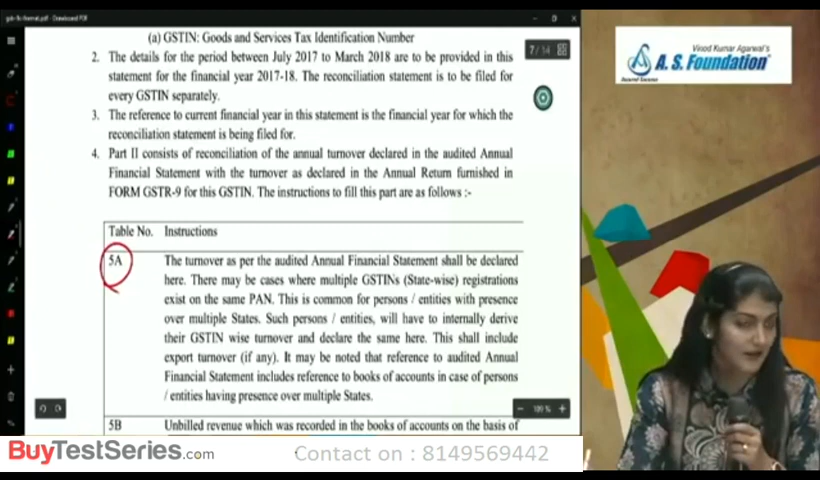 gstr-9c-format.pdf - Drawboard PDF
(a) GSTIN: Goods and Services Tax Identification Number
7 / 14
2. The details for the period between July 2017 to March 2018 are to be provided in this
statement for the financial year 2017-18. The reconciliation statement is to be filed for
every GSTIN separately.
3. The reference to current financial year in this statement is the financial year for which the
reconciliation statement is being filed for.
4. Part II consists of reconciliation of the annual turnover declared in the audited Annual
Financial Statement with the turnover as declared in the Annual Return furnished in
FORM GSTR-9 for this GSTIN. The instructions to fill this part are as follows :-
Table No. Instructions
5A The turnover as per the audited Annual Financial Statement shall be declared
here. There may be cases where multiple GSTINs (State-wise) registrations
exist on the same PAN. This is common for persons / entities with presence
over multiple States. Such persons / entities, will have to internally derive
their GSTIN wise turnover and declare the same here. This shall include
export turnover (if any). It may be noted that reference to audited Annual
Financial Statement includes reference to books of accounts in case of persons
/ entities having presence over multiple States.
5B Unbilled revenue which was recorded in the books of accounts on the basis of
Vinod Kumar Agarwal's
A. S. Foundation
BuyTestSeries.com
Contact on : 8149569442